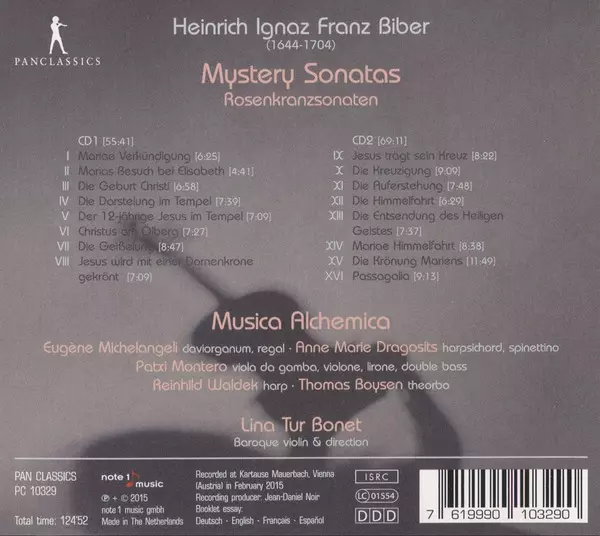 PANCLASSICS
Heinrich Ignaz Franz Biber
(1644-1704)
Mystery Sonatas
Rosenkranzsonaten
CD1 [55:41]
I Mariae Verkündigung [6:25]
II Marias Besuch bei Elisabeth [4:41]
III Die Geburt Christi [6:58]
IV Die Darstelung im Tempel [7:39]
V Der 12-jährige Jesus im Tempel [7:09]
VI Christus am Ölberg [7:27]
VII Die Geißelung [8:47]
VIII Jesus wird mit einer Dornenkrone
gekrönt [7:09]
CD2 [69:11]
IX Jesus trägt sein Kreuz [8:22]
X Die Kreuzigung [9:09]
XI Die Auferstehung [7:48]
XII Die Himmelfahrt [6:29]
XIII Die Entsendung des Heiligen
Geistes [7:37]
XIV Mariae Himmelfahrt [8:38]
XV Die Krönung Mariens [11:49]
XVI Passagalia [9:13]
Musica Alchemica
Eugène Michelangeli claviorganum, regal · Anne Marie Dragosits harpsichord, spinettino
Patxi Montero viola da gamba, violone, lirone, double bass
Reinhild Waldek harp · Thomas Boysen theorbo
Lina Tur Bonet
Baroque violin & direction
PAN CLASSICS
PC 10329
Total time: 124'52
note 1 music
℗ + © 2015
note 1 music gmbh
Made in The Netherlands
Recorded at Kartause Mauerbach, Vienna
(Austria) in February 2015
Recording producer: Jean-Daniel Noir
Booklet essay:
Deutsch - English - Français - Español
ISRC
LC 01554
DDD
7 619990 103290